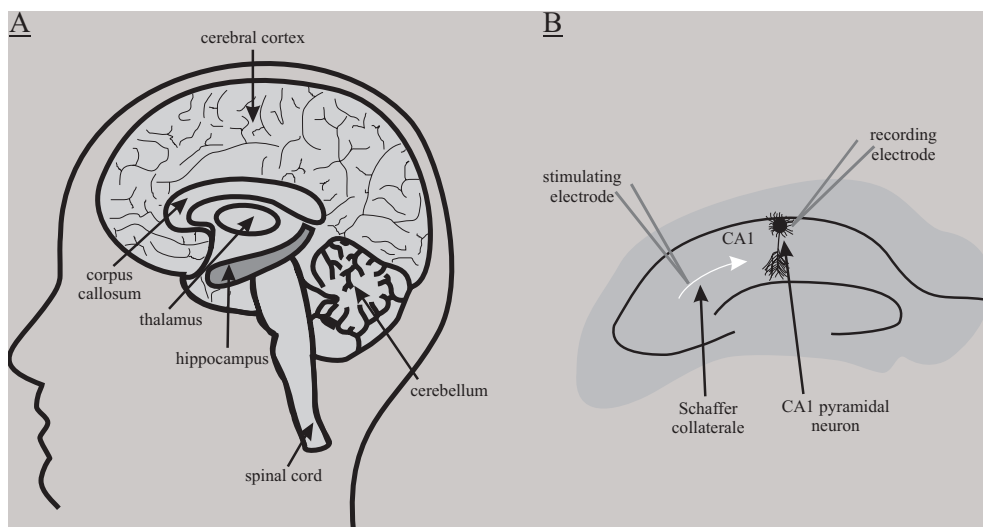 A
cerebral cortex
corpus
callosum
thalamus
hippocampus
cerebellum
spinal cord
B
recording
electrode
stimulating
electrode
CA1
Schaffer
collaterale
CA1 pyramidal
neuron